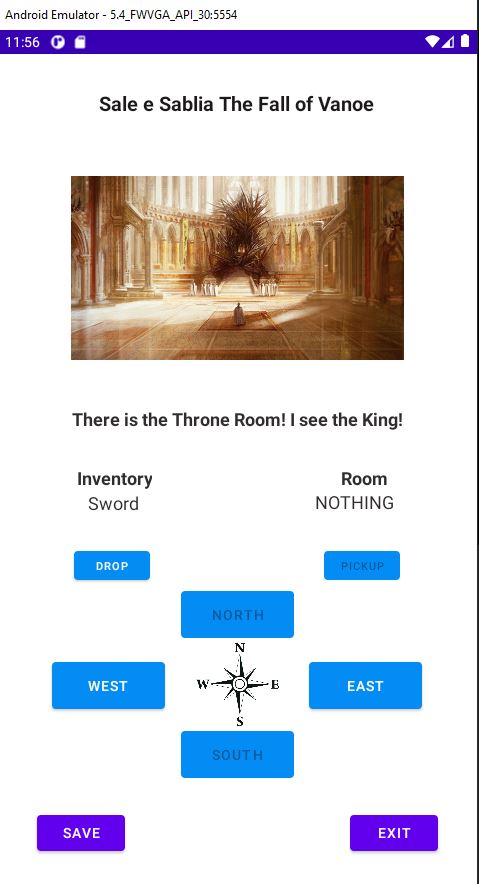 Android Emulator - 5.4_FWVGA_API_30:5554
11:56
Sale e Sablia The Fall of Vanoe
There is the Throne Room! I see the King!
Inventory Room
Sword NOTHING
DROP PICKUP
NORTH
N
WEST W E EAST
S
SOUTH
SAVE EXIT